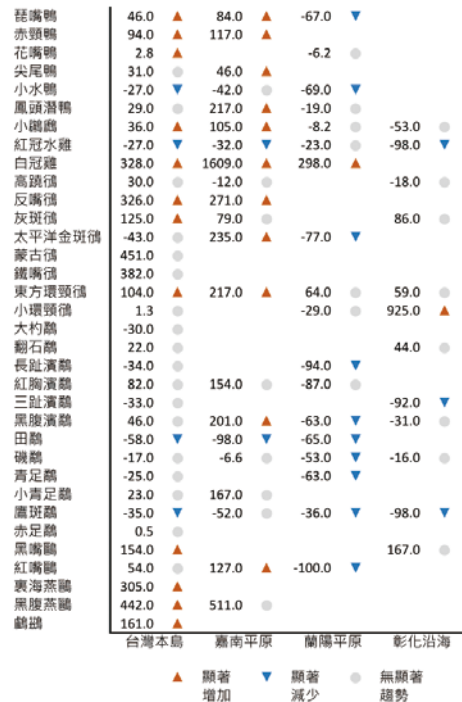 琵嘴鴨 46.0 ▲ 84.0 ▲ -67.0 ▼
赤頸鴨 94.0 ▲ 117.0 ▲
花嘴鴨 2.8 ▲ -6.2 ●
尖尾鴨 31.0 ● 46.0 ▲
小水鴨 -27.0 ▼ -42.0 ● -69.0 ▼
鳳頭潛鴨 29.0 ● 217.0 ▲ -19.0 ●
小鸊鷉 36.0 ▲ 105.0 ▲ -8.2 ● -53.0 ●
紅冠水雞 -27.0 ▼ -32.0 ▼ -23.0 ● -98.0 ▼
白冠雞 328.0 ▲ 1609.0 ▲ 298.0 ▲
高蹺鴴 30.0 ● -12.0 ● -18.0 ●
反嘴鴴 326.0 ▲ 271.0 ▲
灰斑鴴 125.0 ▲ 79.0 ● 86.0 ●
太平洋金斑鴴 -43.0 ● 235.0 ▲ -77.0 ▼
蒙古鴴 451.0 ●
鐵嘴鴴 382.0 ●
東方環頸鴴 104.0 ▲ 217.0 ▲ 64.0 ● 59.0 ●
小環頸鴴 1.3 ● -29.0 ● 925.0 ▲
大杓鷸 -30.0 ●
翻石鷸 22.0 ● 44.0 ●
長趾濱鷸 -34.0 ● -94.0 ▼
紅胸濱鷸 82.0 ● 154.0 ● -87.0 ●
三趾濱鷸 -33.0 ● -92.0 ▼
黑腹濱鷸 46.0 ● 201.0 ▲ -63.0 ▼ -31.0 ●
田鷸 -58.0 ▼ -98.0 ▼ -65.0 ▼
磯鷸 -17.0 ● -6.6 ● -53.0 ▼ -16.0 ●
青足鷸 -25.0 ● -63.0 ▼
小青足鷸 23.0 ● 167.0 ●
鷹斑鷸 -35.0 ▼ -52.0 ● -36.0 ▼ -98.0 ▼
赤足鷸 0.5 ●
黑嘴鷗 154.0 ▲ 167.0 ●
紅嘴鷗 54.0 ● 127.0 ▲ -100.0 ▼
裏海燕鷗 305.0 ▲
黑腹燕鷗 442.0 ▲ 511.0 ●
鸕鷀 161.0 ▲
台灣本島 嘉南平原 蘭陽平原 彰化沿海
▲ 顯著 ▼ 顯著 ● 無顯著
增加 減少 趨勢